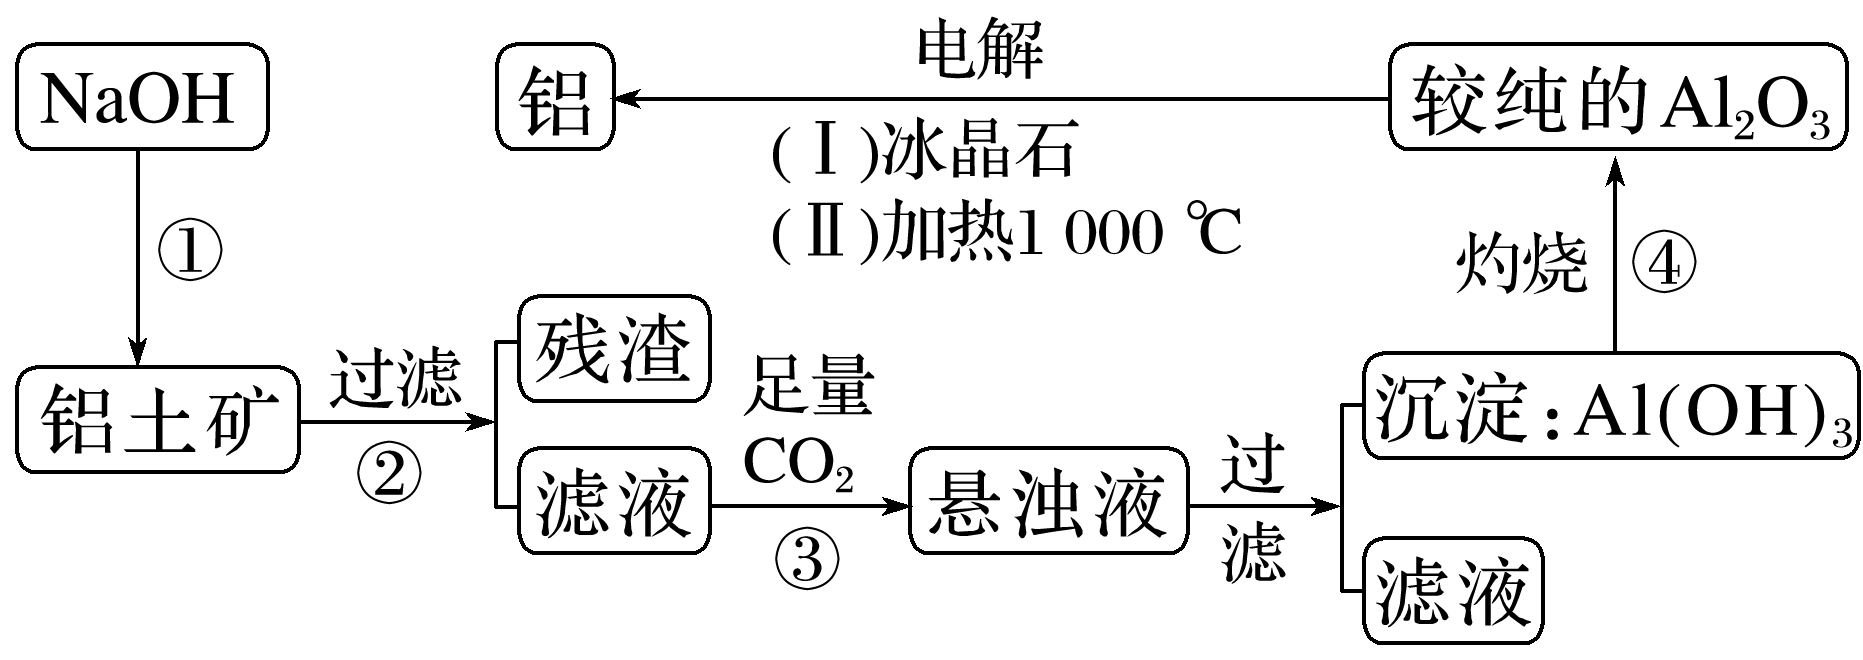 NaOH
铝
电解
(Ⅰ)冰晶石
(Ⅱ)加热1 000 ℃
较纯的Al₂O₃
①
灼烧
④
铝土矿
过滤
②
残渣
滤液
足量
CO₂
③
悬浊液
过
滤
沉淀:Al(OH)₃
滤液